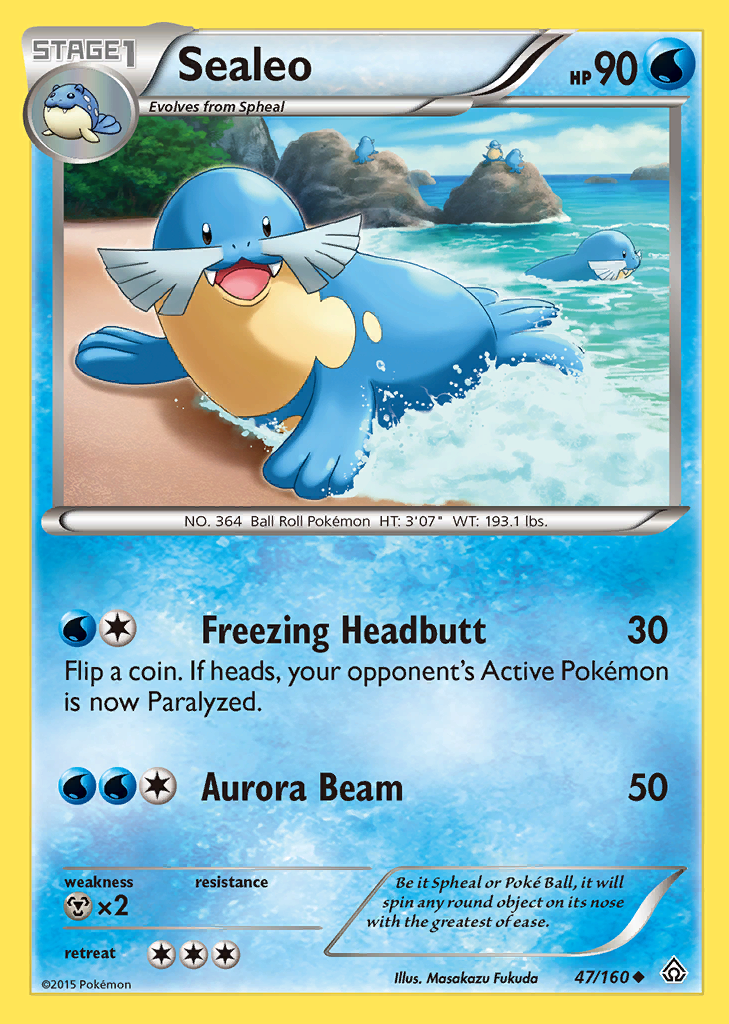 STAGE1
Sealeo
HP 90
Evolves from Spheal
NO. 364 Ball Roll Pokémon HT: 3'07" WT: 193.1 lbs.
Freezing Headbutt 30
Flip a coin. If heads, your opponent's Active Pokémon
is now Paralyzed.
Aurora Beam 50
weakness resistance
×2
Be it Spheal or Poké Ball, it will
spin any round object on its nose
with the greatest of ease.
retreat
©2015 Pokémon
Illus. Masakazu Fukuda 47/160